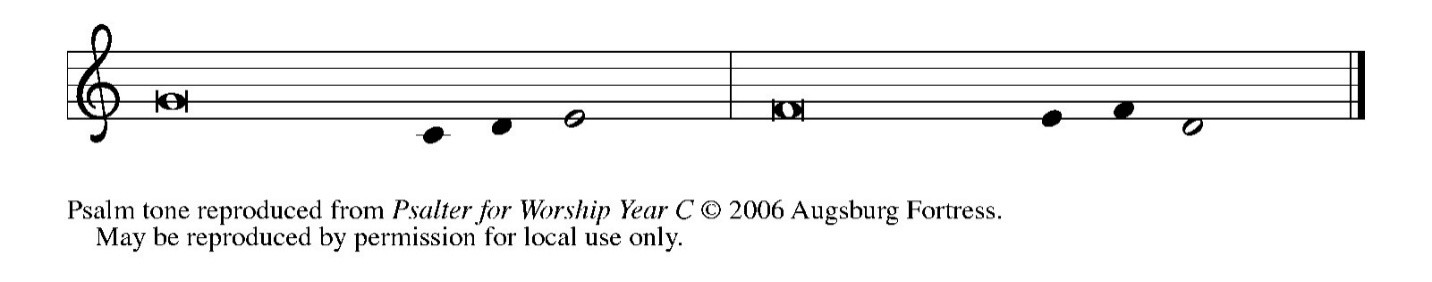 Psalm tone reproduced from Psalter for Worship Year C © 2006 Augsburg Fortress.
May be reproduced by permission for local use only.